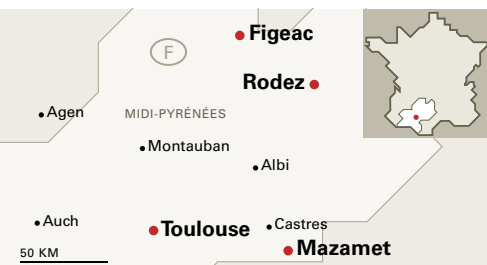 Figeac
F
Rodez
Agen
MIDI-PYRÉNÉES
Montauban
Albi
Auch
Toulouse
Castres
Mazamet
50 KM